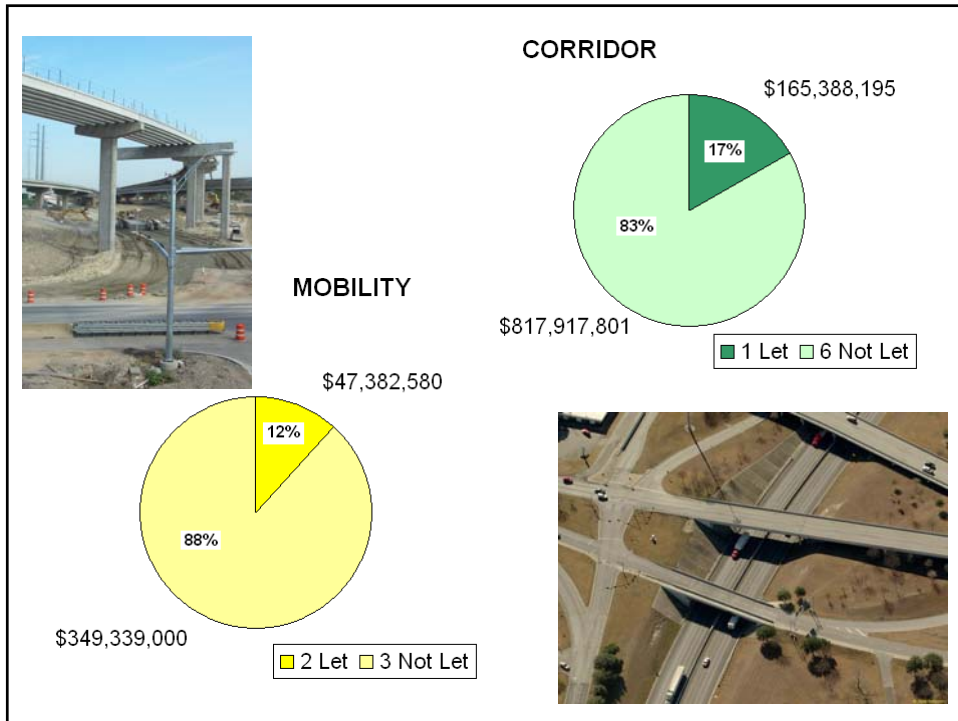 CORRIDOR
$165,388,195
17%
83%
$817,917,801
1 Let 6 Not Let
MOBILITY
$47,382,580
12%
88%
$349,339,000
2 Let 3 Not Let